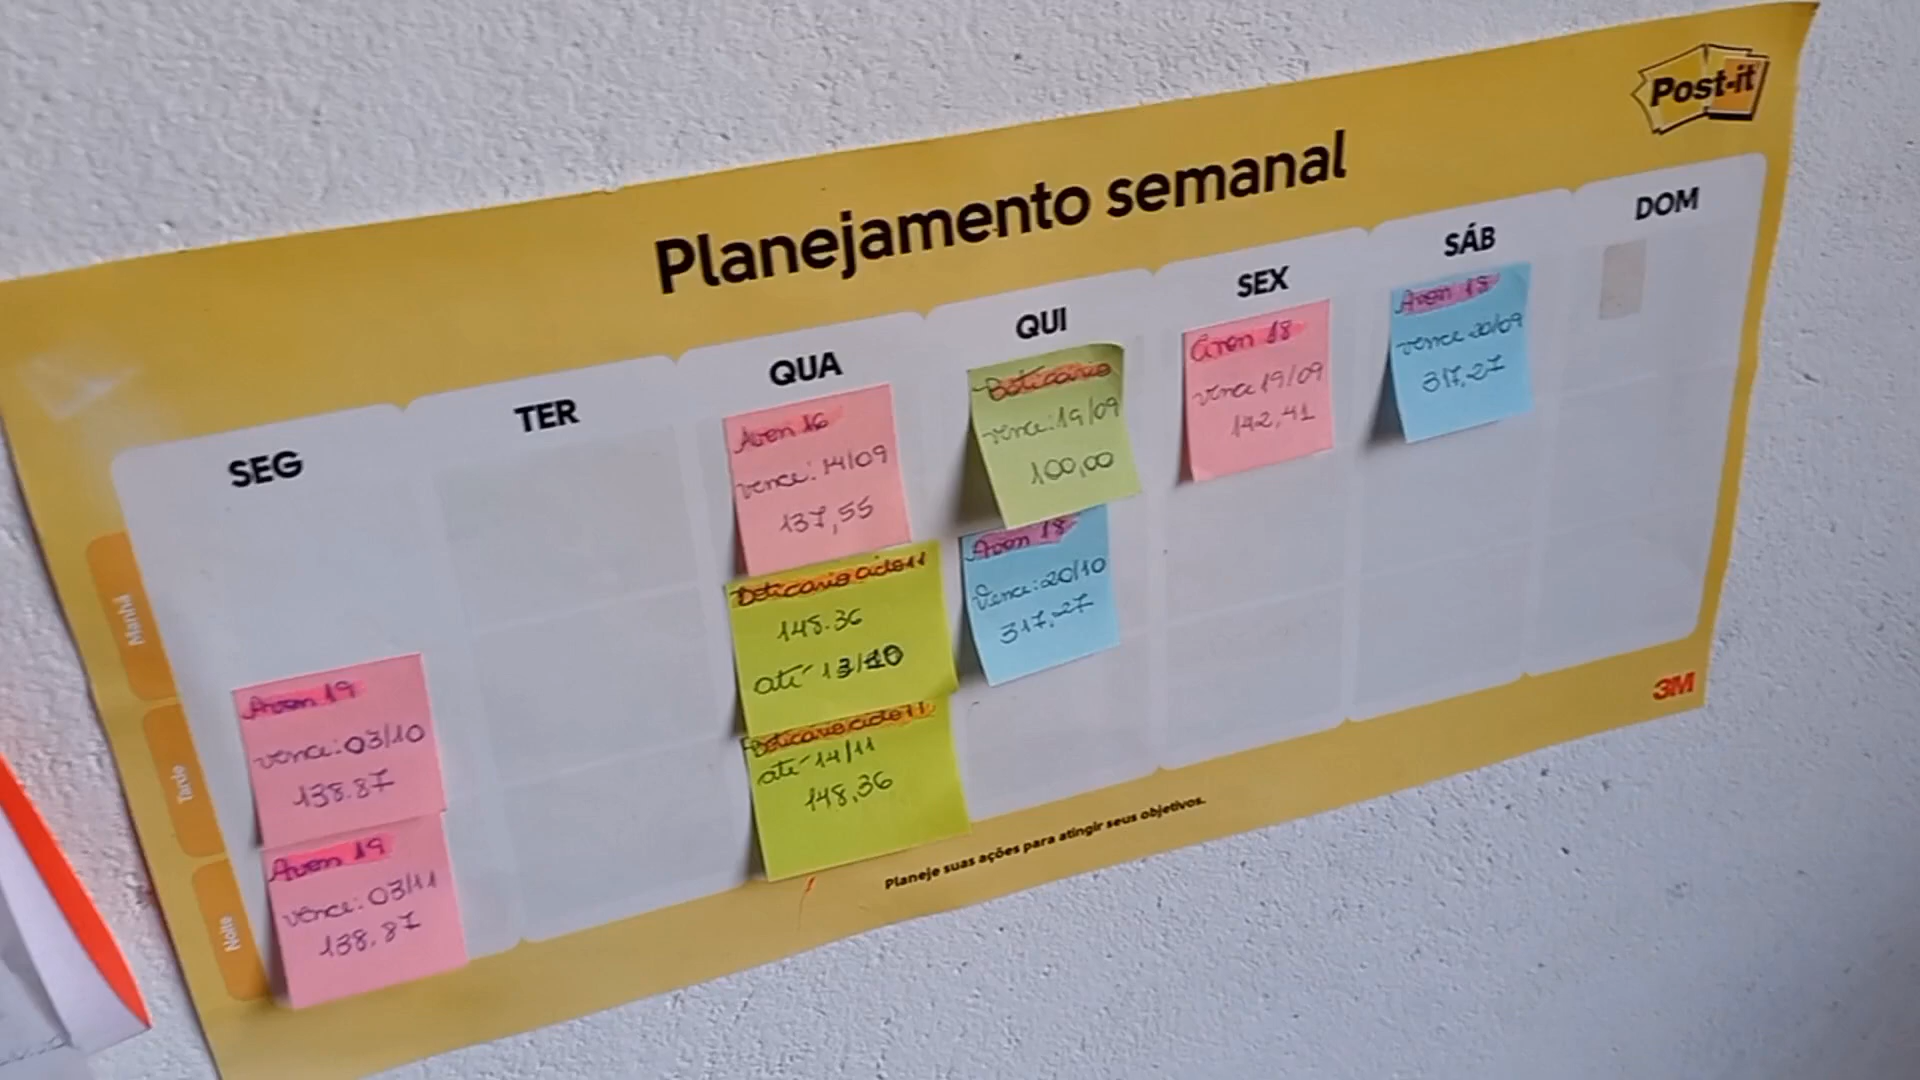 Post-it
Planejamento semanal
SEG
TER
QUA
QUI
SEX
SÁB
DOM
Manhã
Tarde
Noite
Aven 19
vence: 03/10
138.87
Aven 19
vence: 03/11
138,87
Aven 16
vence: 14/09
137,55
Boticario ciclo 11
148.36
até 13/10
Boticario ciclo 11
até 14/11
148,36
Boticario
vence: 19/09
100,00
Aven 18
Vence: 20/10
317,27
Aven 18
vence 19/09
142,41
Aven 18
vence 20/09
317,27
Planeje suas ações para atingir seus objetivos.
3M